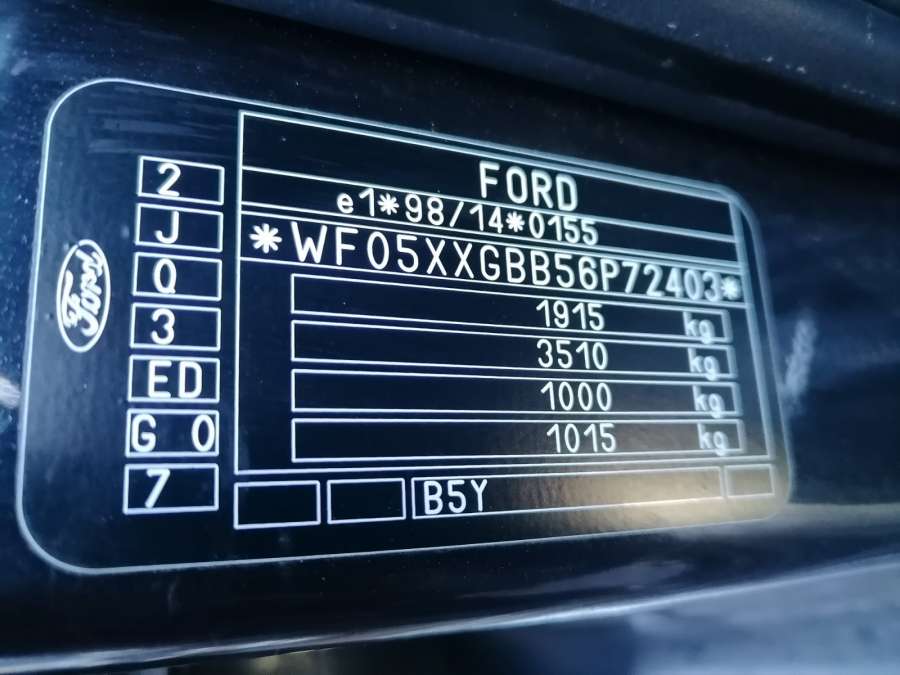 Ford
2
J
Q
3
ED
G 0
7
FORD
e1*98/14*0155
*WF05XXGBB56P72403*
1915 kg
3510 kg
1000 kg
1015 kg
B5Y